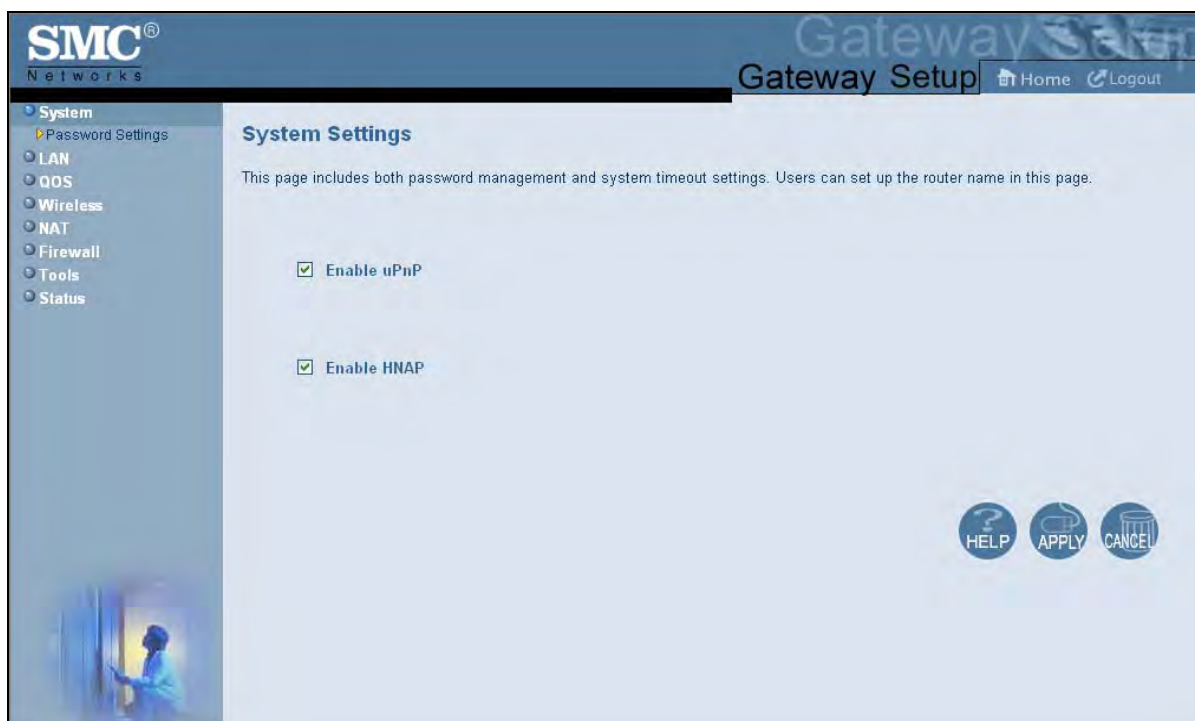 SMC®
Networks
Gateway Setup
Gateway Setup
Home
Logout
System
Password Settings
LAN
QOS
Wireless
NAT
Firewall
Tools
Status
System Settings
This page includes both password management and system timeout settings. Users can set up the router name in this page.
Enable uPnP
Enable HNAP
HELP
APPLY
CANCEL